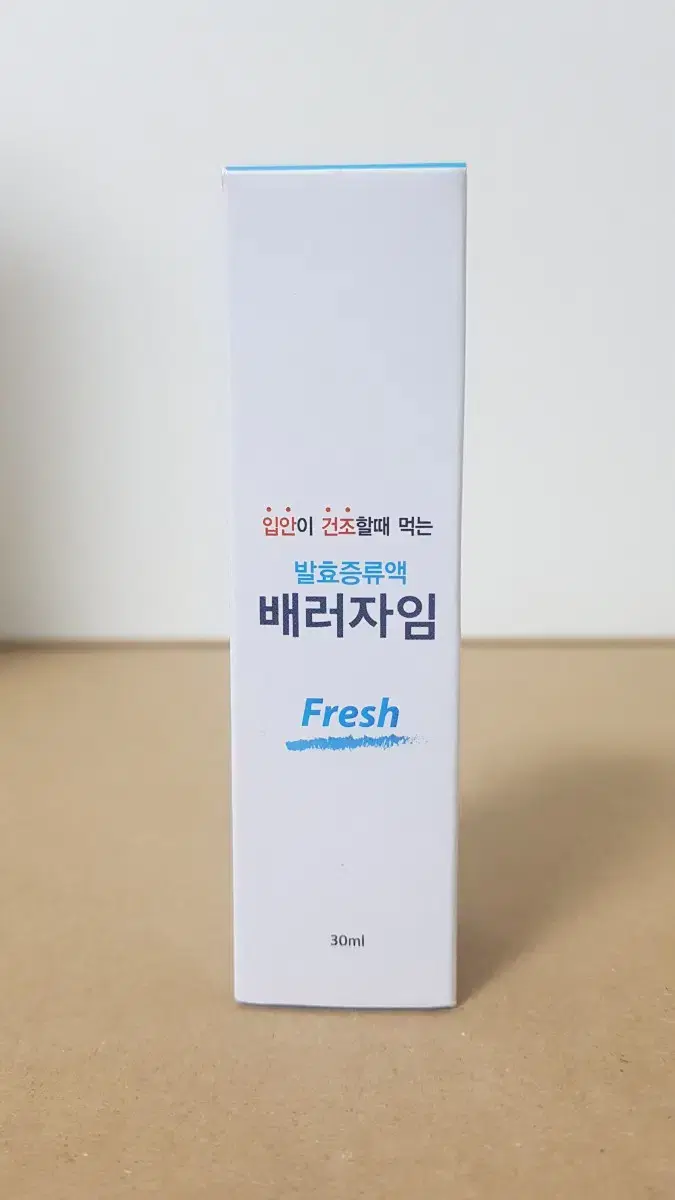 입안이 건조할때 먹는
발효증류액
배러자임
Fresh
30ml